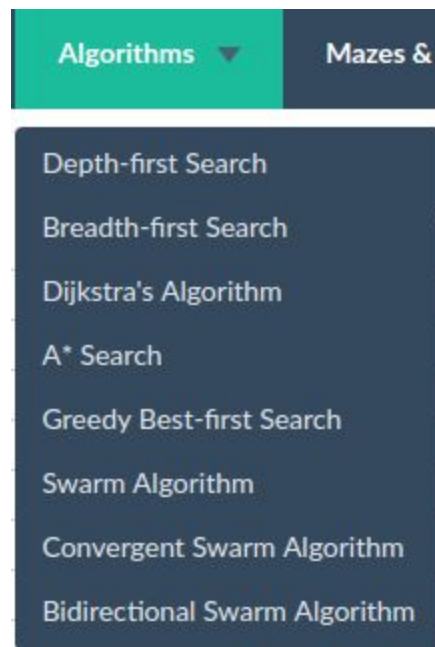 Algorithms Mazes &
Depth-first Search
Breadth-first Search
Dijkstra's Algorithm
A* Search
Greedy Best-first Search
Swarm Algorithm
Convergent Swarm Algorithm
Bidirectional Swarm Algorithm